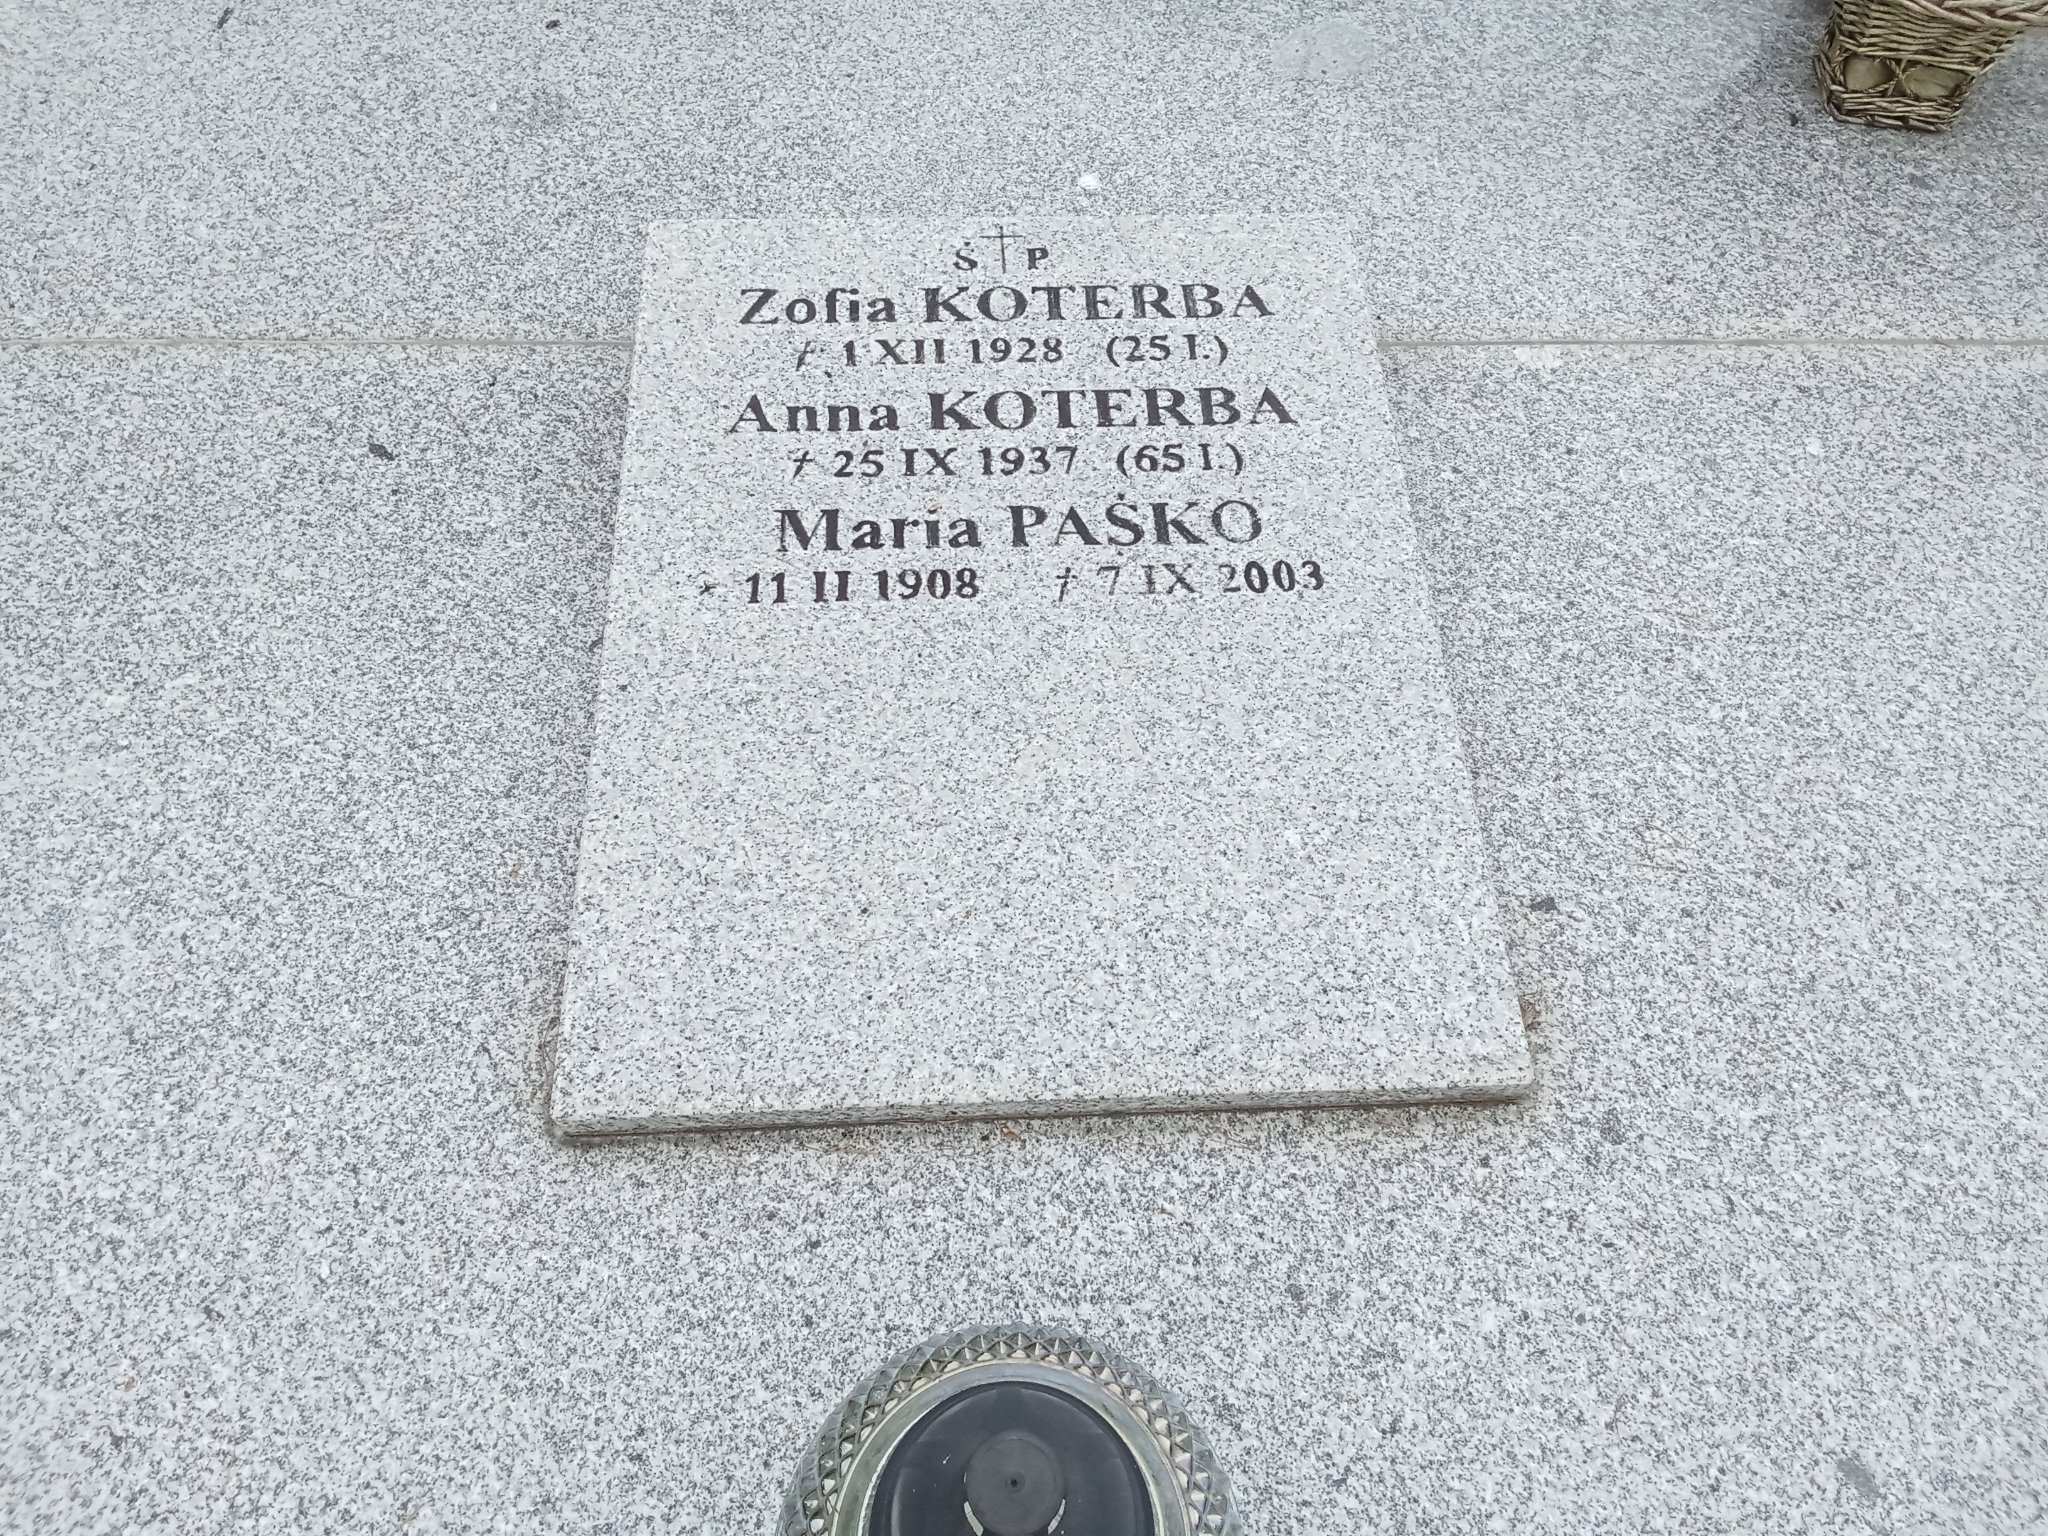 Ś † P
Zofia KOTERBA
† 1 XII 1928 (25 l.)
Anna KOTERBA
† 25 IX 1937 (65 l.)
Maria PAŚKO
* 11 II 1908 † 7 IX 2003